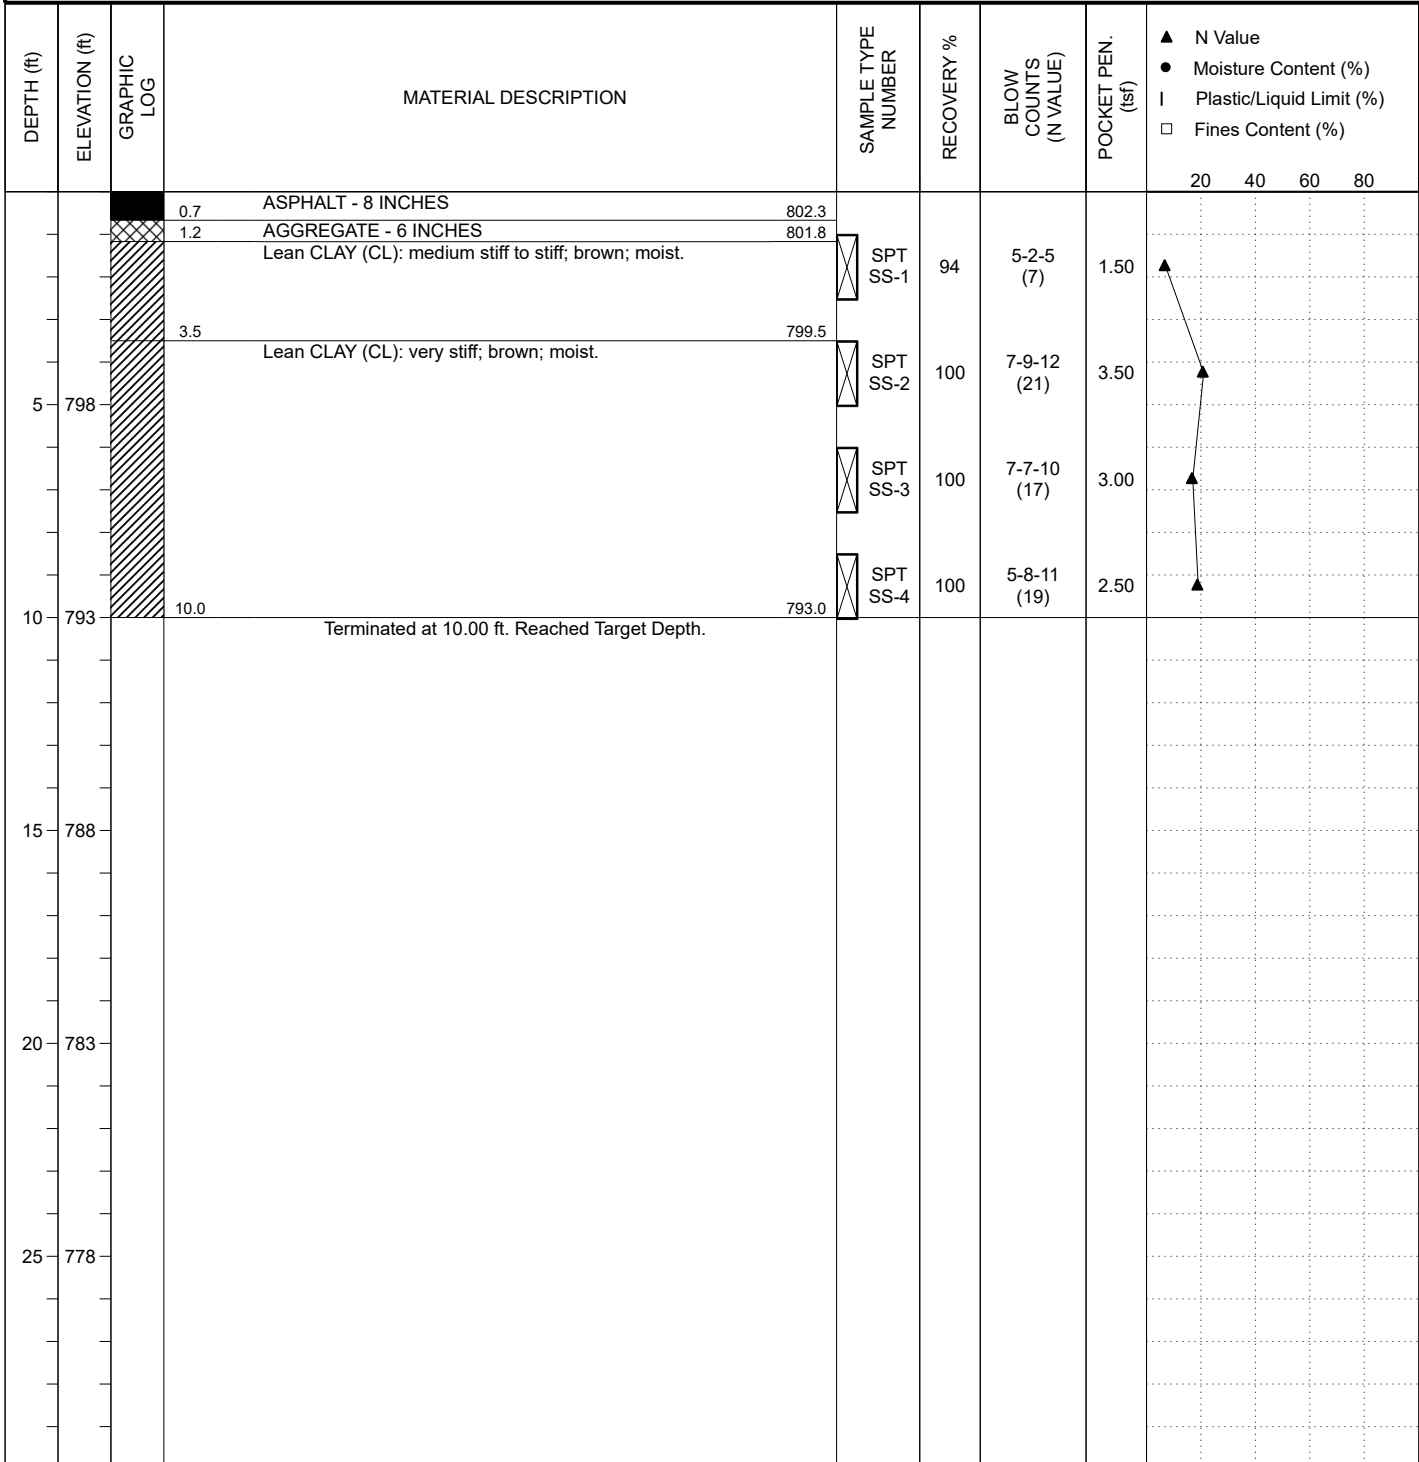 DEPTH (ft)
ELEVATION (ft)
GRAPHIC
LOG
MATERIAL DESCRIPTION
SAMPLE TYPE
NUMBER
RECOVERY %
BLOW
COUNTS
(N VALUE)
POCKET PEN.
(tsf)
▲ N Value
● Moisture Content (%)
| Plastic/Liquid Limit (%)
□ Fines Content (%)
20 40 60 80
0.7 ASPHALT - 8 INCHES 802.3
1.2 AGGREGATE - 6 INCHES 801.8
Lean CLAY (CL): medium stiff to stiff; brown; moist.
SPT
SS-1
94
5-2-5
(7)
1.50
3.5 799.5
Lean CLAY (CL): very stiff; brown; moist.
SPT
SS-2
100
7-9-12
(21)
3.50
5 798
SPT
SS-3
100
7-7-10
(17)
3.00
SPT
SS-4
100
5-8-11
(19)
2.50
10 793 10.0 793.0
Terminated at 10.00 ft. Reached Target Depth.
15 788
20 783
25 778